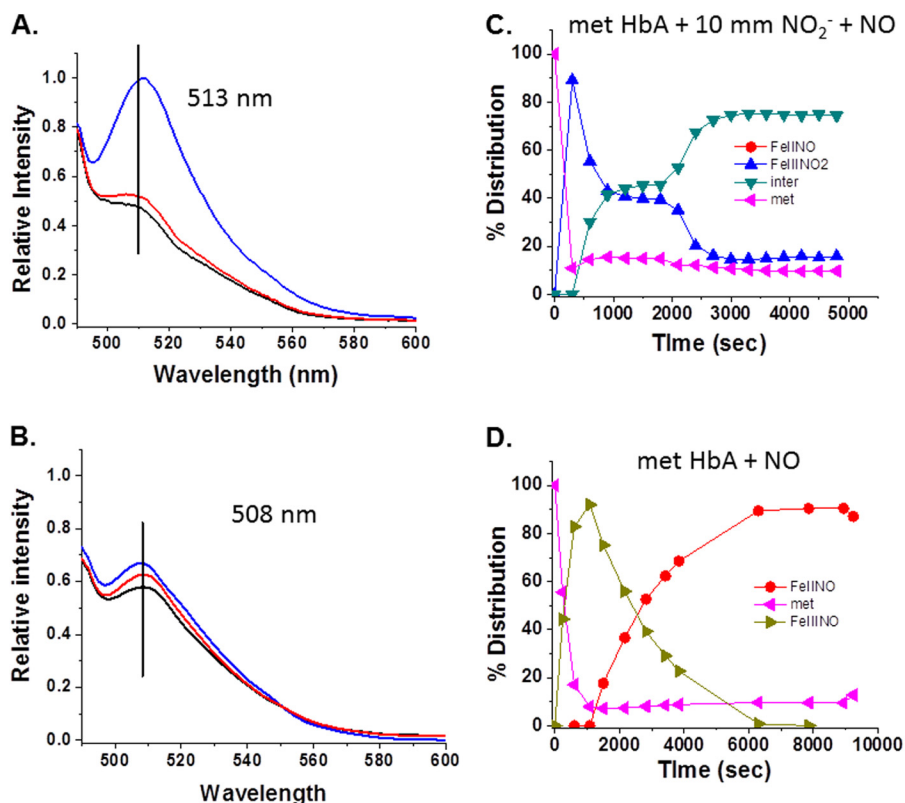 A.
513 nm
Relative Intensity
1.0
0.8
0.6
0.4
0.2
0.0
500 520 540 560 580 600
Wavelength (nm)
C.
met HbA + 10 mm NO₂⁻ + NO
% Distribution
100
80
60
40
20
0
FeIINO
FeIIINO2
inter
met
0 1000 2000 3000 4000 5000
TIme (sec)
B.
508 nm
Relative intensity
1.0
0.8
0.6
0.4
0.2
0.0
500 520 540 560 580 600
Wavelength
D.
met HbA + NO
% Distribution
100
80
60
40
20
0
FeIINO
met
FeIIINO
0 2000 4000 6000 8000 10000
TIme (sec)